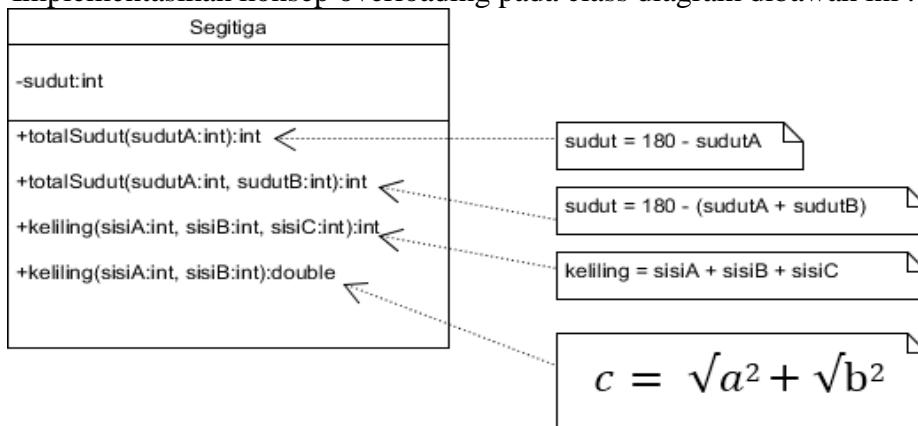 Implementasikan konsep overloading pada class diagram dibawah ini
Segitiga
-sudut:int
+totalSudut(sudutA:int):int
+totalSudut(sudutA:int, sudutB:int):int
+keliling(sisiA:int, sisiB:int, sisiC:int):int
+keliling(sisiA:int, sisiB:int):double
sudut = 180 - sudutA
sudut = 180 - (sudutA + sudutB)
keliling = sisiA + sisiB + sisiC
c = √a² + √b²